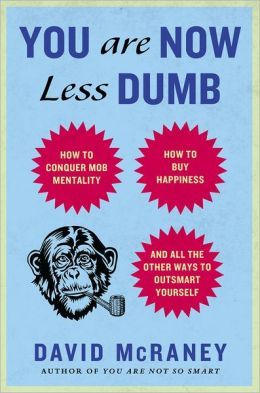 YOU are NOW
Less DUMB
HOW TO
CONQUER MOB
MENTALITY
HOW TO
BUY
HAPPINESS
AND ALL THE
OTHER WAYS TO
OUTSMART
YOURSELF
DAVID McRANEY
AUTHOR OF YOU ARE NOT SO SMART